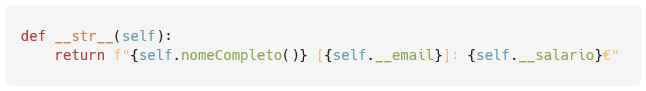 def __str__(self):
    return f"{self.nomeCompleto()} [{self.__email}]: {self.__salario}€"